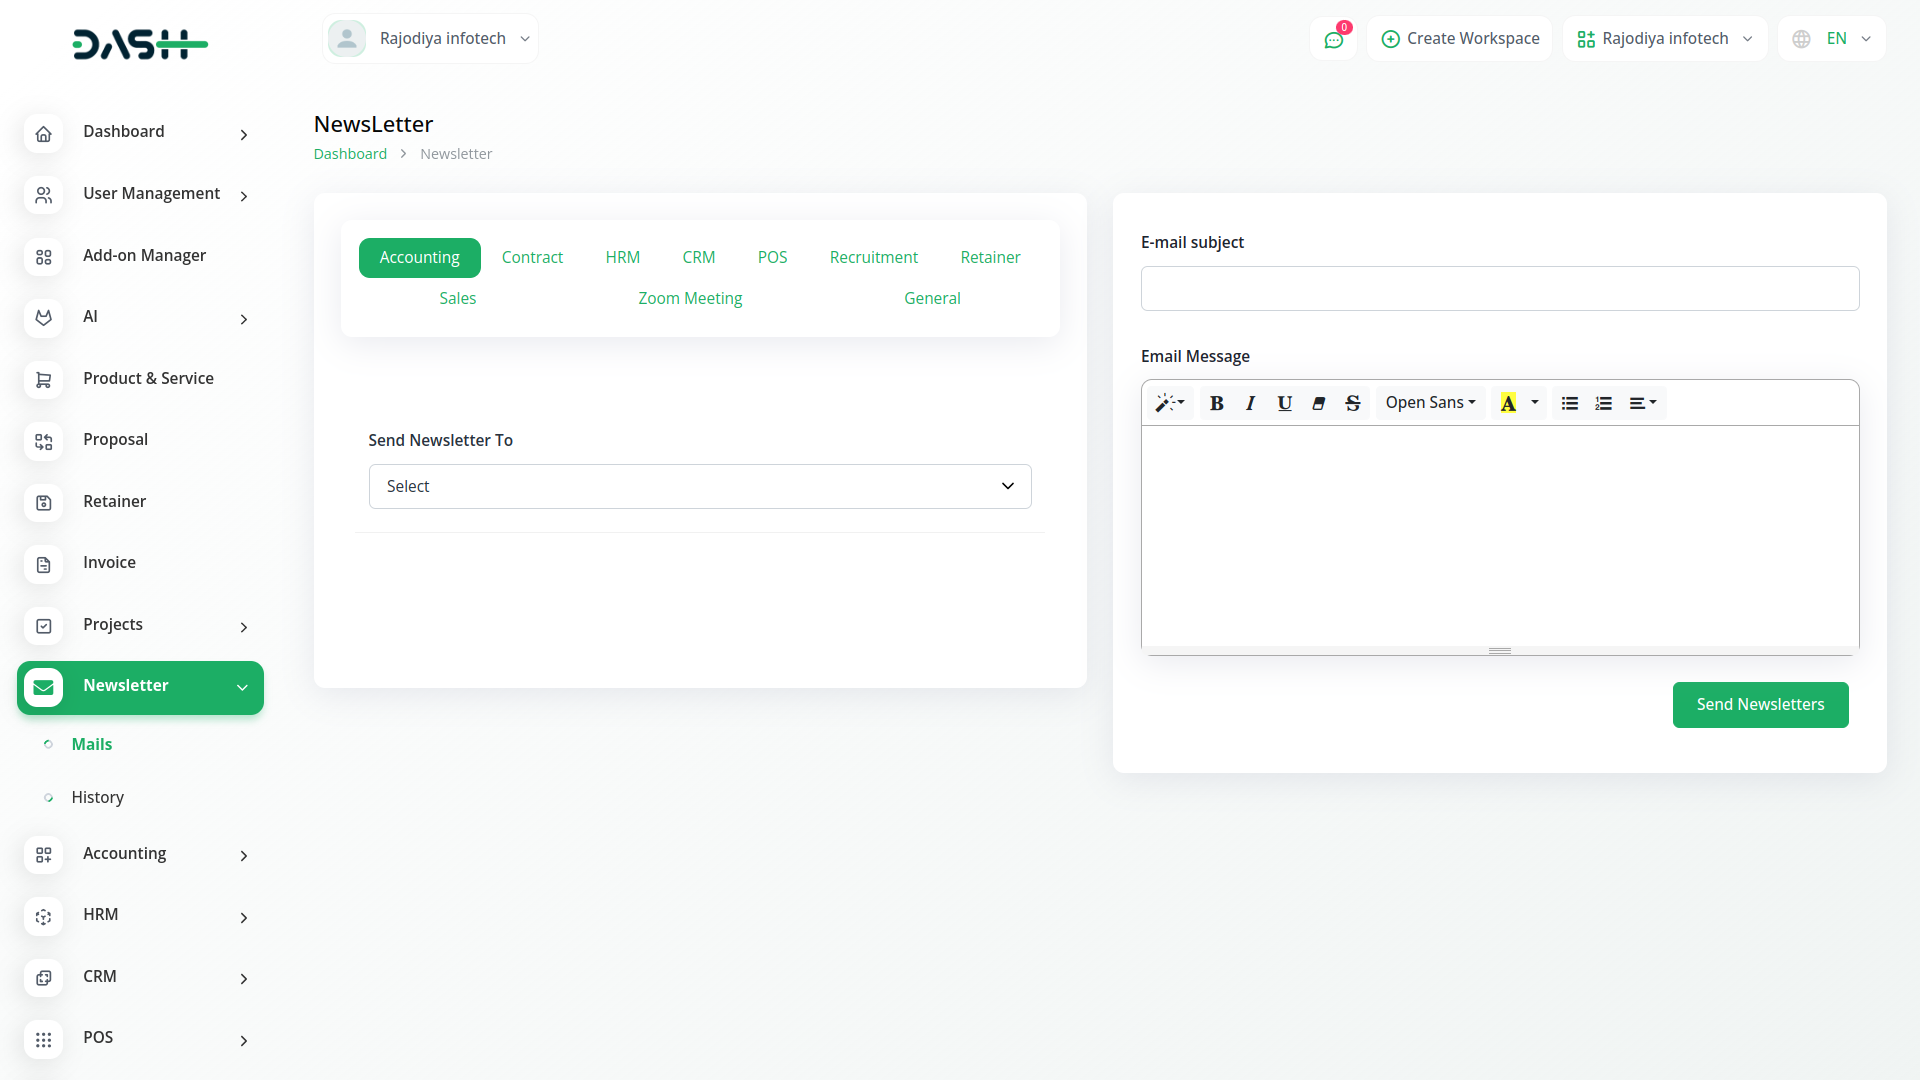 DASH
Rajodiya infotech
0
Create Workspace
Rajodiya infotech
EN
Dashboard
User Management
Add-on Manager
AI
Product & Service
Proposal
Retainer
Invoice
Projects
Newsletter
Mails
History
Accounting
HRM
CRM
POS
NewsLetter
Dashboard > Newsletter
Accounting Contract HRM CRM POS Recruitment Retainer
Sales Zoom Meeting General
Send Newsletter To
Select
E-mail subject
Email Message
B I U S Open Sans A
Send Newsletters